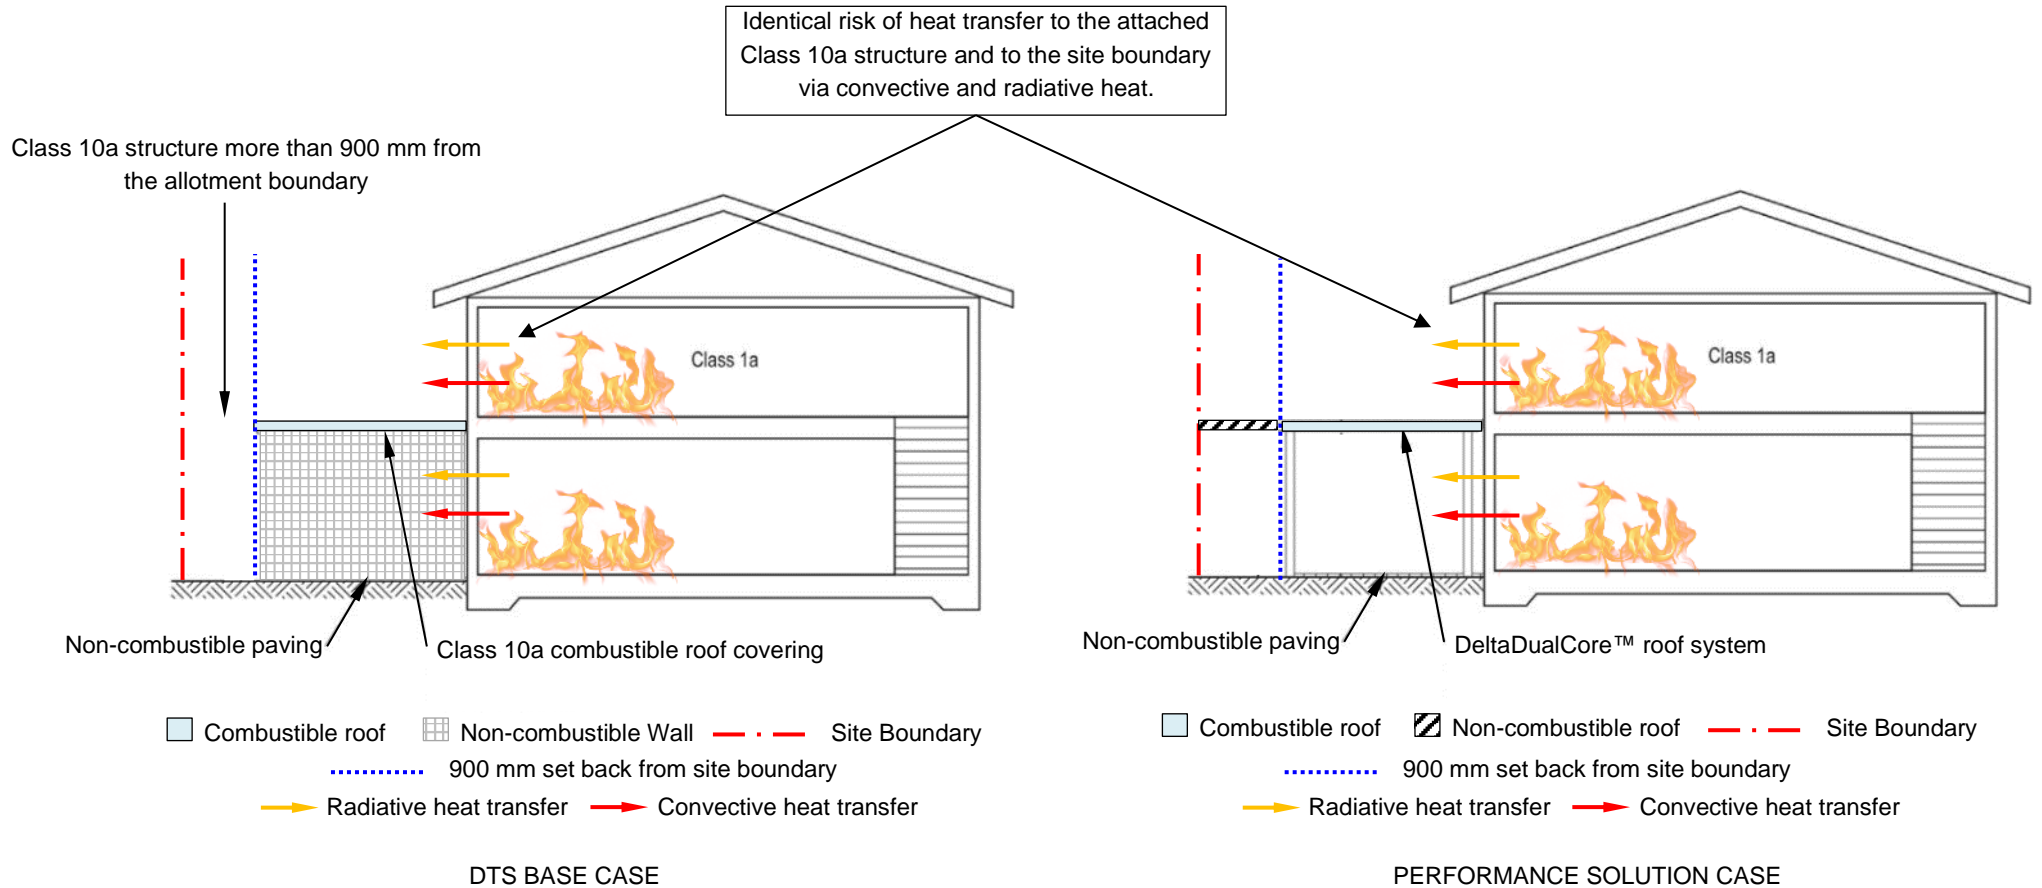 Identical risk of heat transfer to the attached
Class 10a structure and to the site boundary
via convective and radiative heat.
Class 10a structure more than 900 mm from
the allotment boundary
Class 1a
Class 1a
Non-combustible paving
Class 10a combustible roof covering
Non-combustible paving
DeltaDualCore™ roof system
Combustible roof
Non-combustible Wall
Site Boundary
900 mm set back from site boundary
Radiative heat transfer
Convective heat transfer
Combustible roof
Non-combustible roof
Site Boundary
900 mm set back from site boundary
Radiative heat transfer
Convective heat transfer
DTS BASE CASE
PERFORMANCE SOLUTION CASE